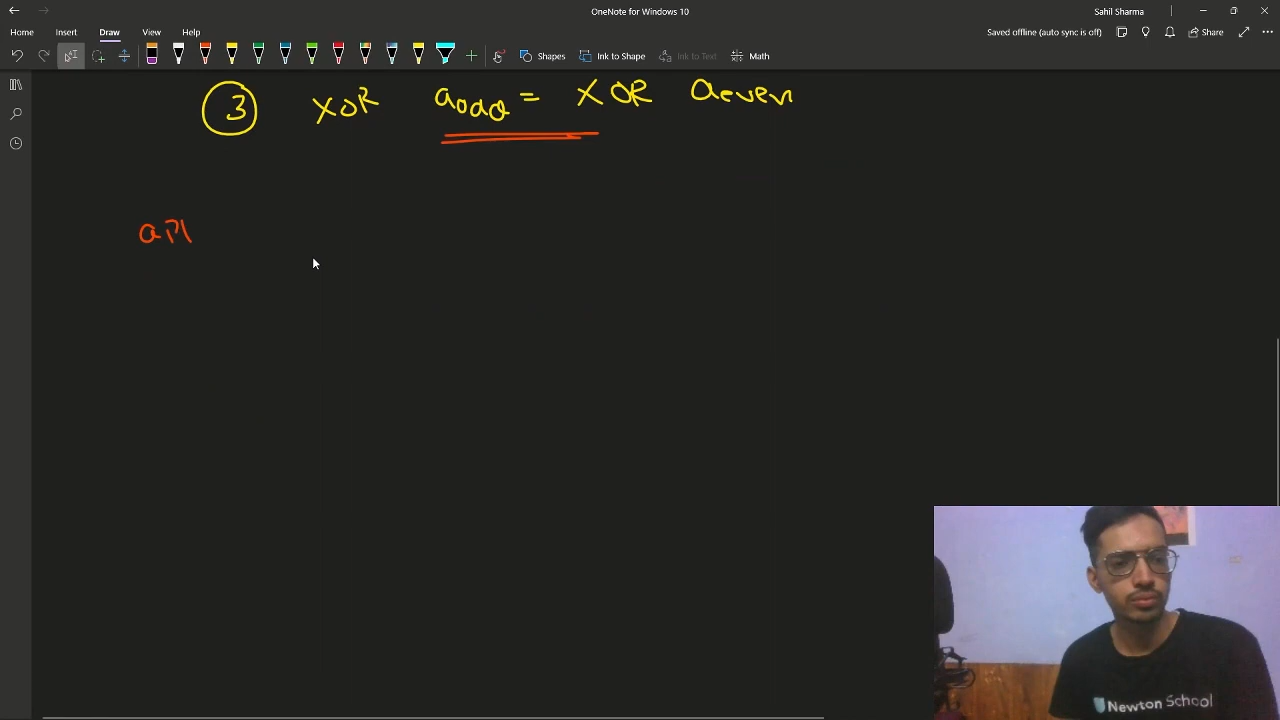 OneNote for Windows 10
Sahil Sharma
Home Insert Draw View Help
Saved offline (auto sync is off)
Share
Shapes Ink to Shape Ink to Text Math
3 XOR aodd = XOR aeven
Newton School